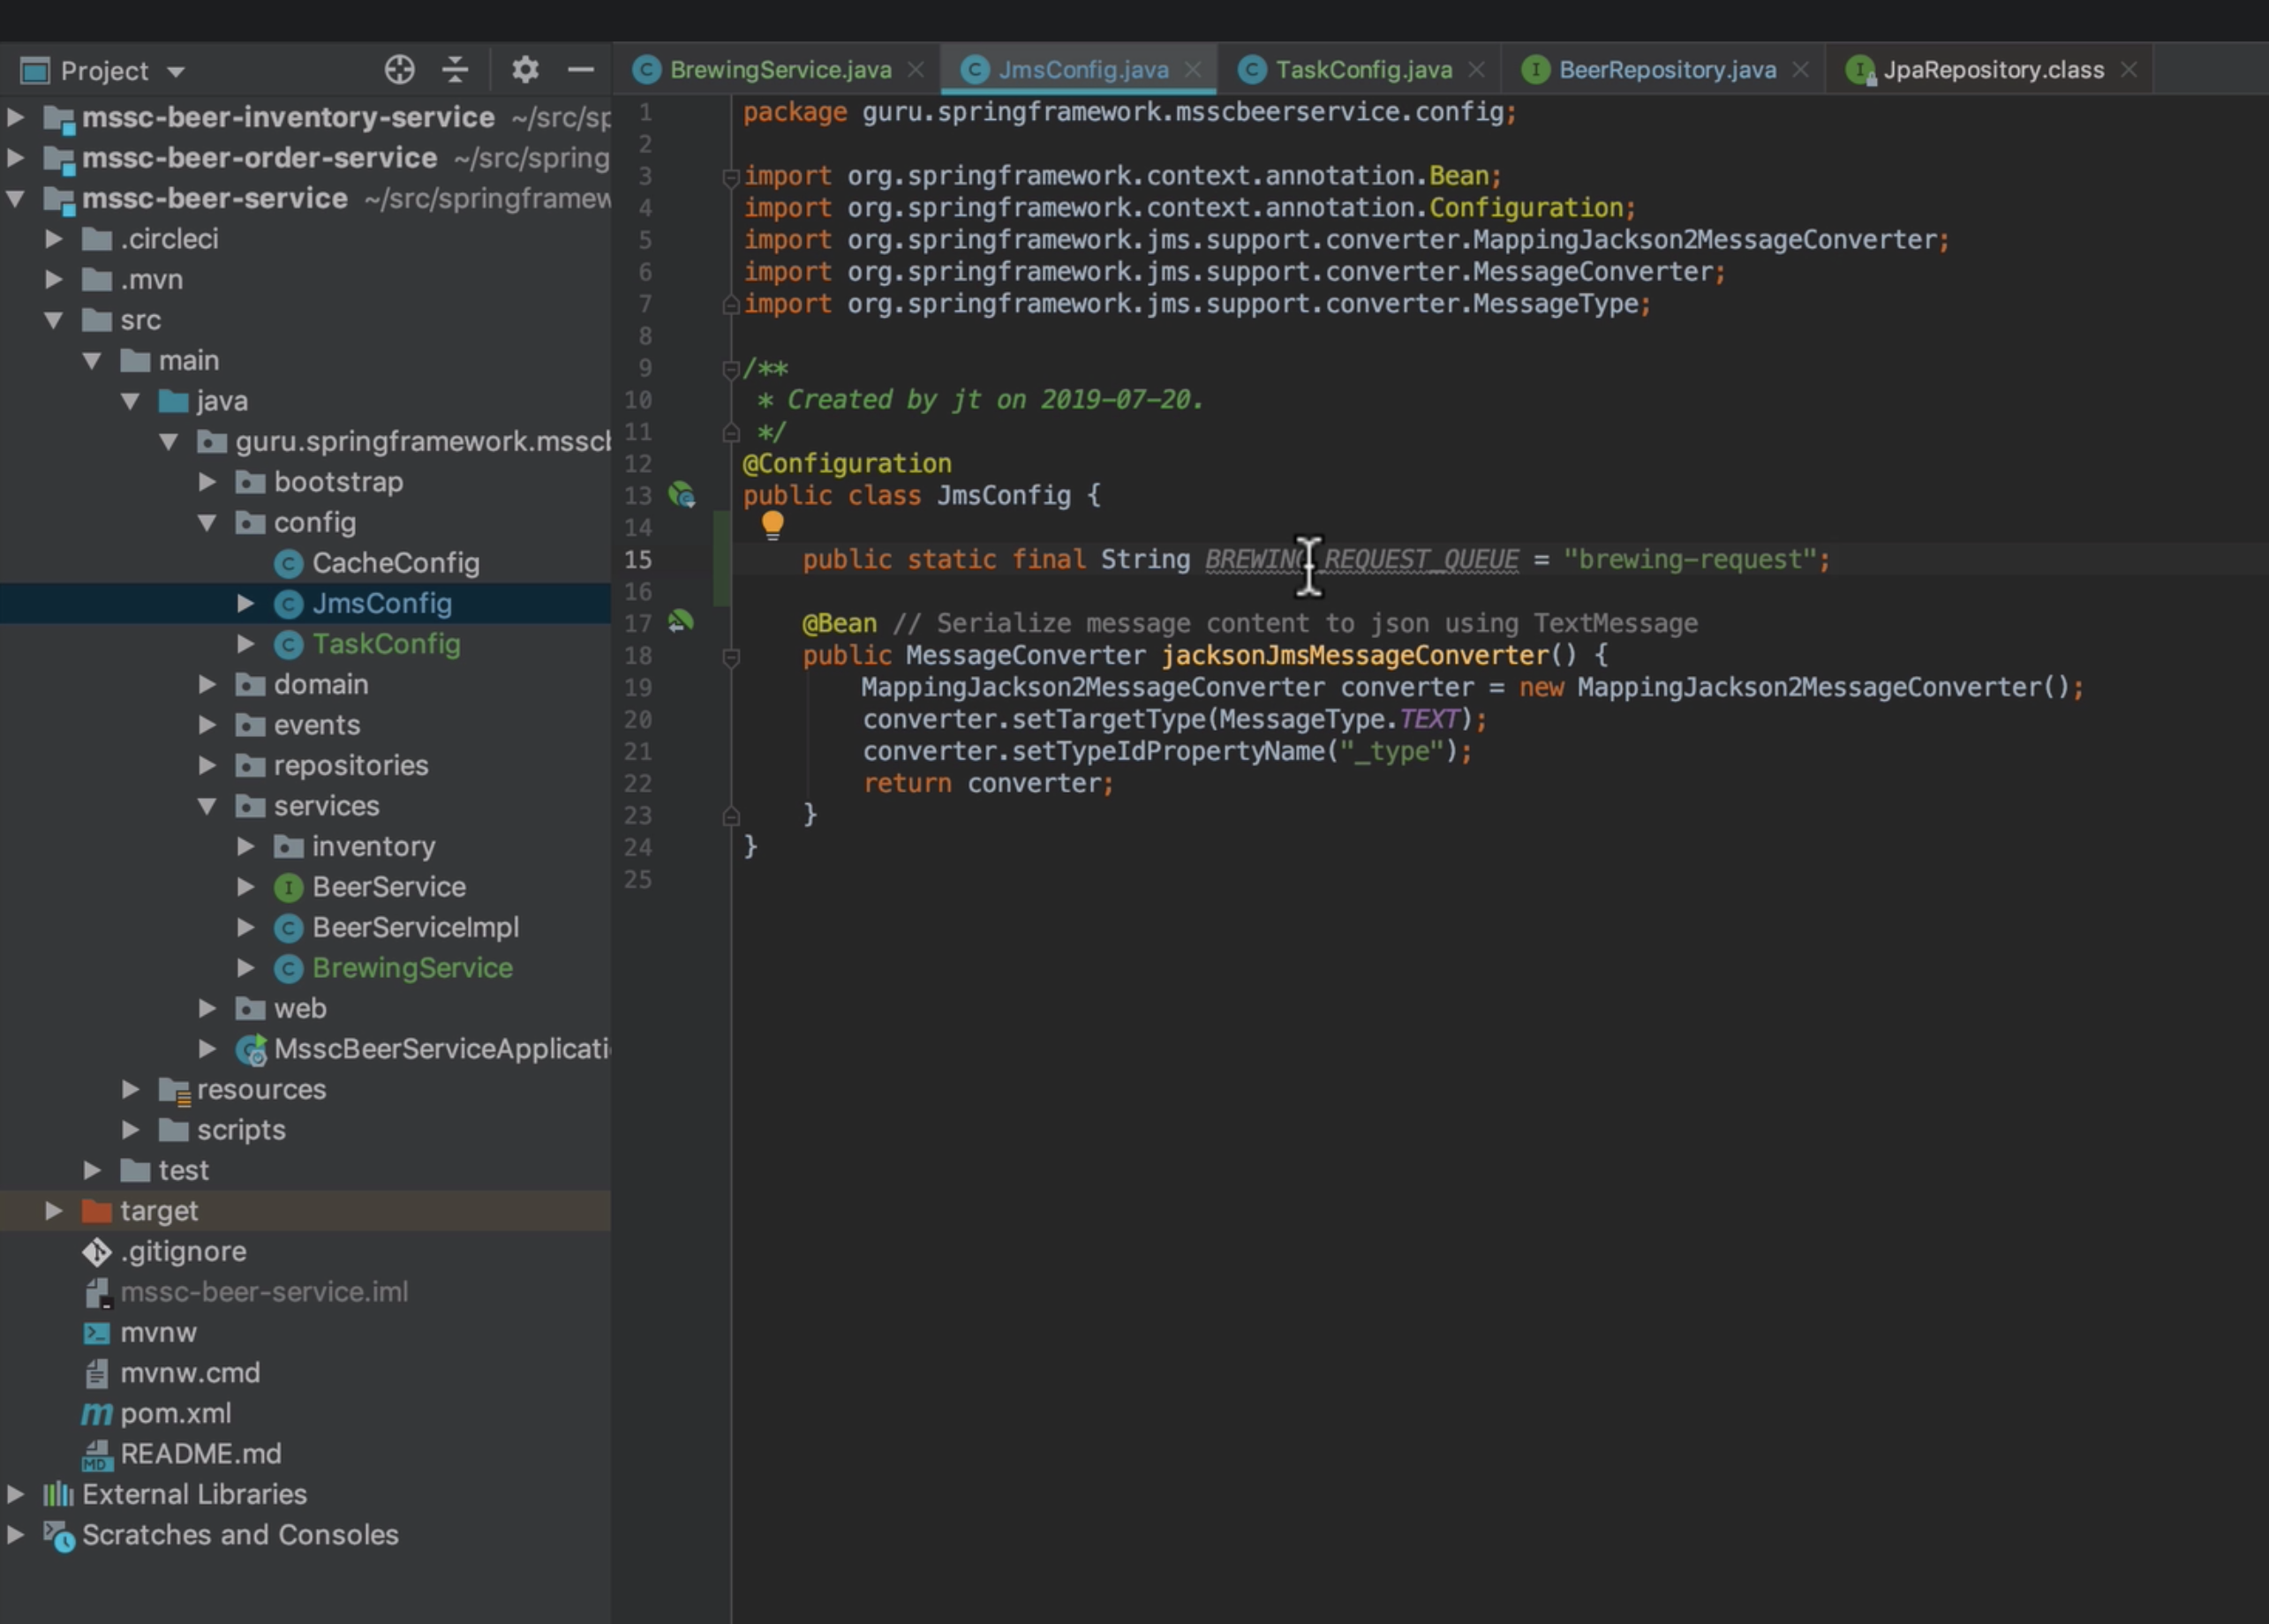 Project
BrewingService.java
JmsConfig.java
TaskConfig.java
BeerRepository.java
JpaRepository.class
mssc-beer-inventory-service ~/src/sp
mssc-beer-order-service ~/src/spring
mssc-beer-service ~/src/springframew
.circleci
.mvn
src
main
java
guru.springframework.msscb
bootstrap
config
CacheConfig
JmsConfig
TaskConfig
domain
events
repositories
services
inventory
BeerService
BeerServiceImpl
BrewingService
web
MsscBeerServiceApplicati
resources
scripts
test
target
.gitignore
mssc-beer-service.iml
mvnw
mvnw.cmd
pom.xml
README.md
External Libraries
Scratches and Consoles
1 package guru.springframework.msscbeerservice.config;
2
3 import org.springframework.context.annotation.Bean;
4 import org.springframework.context.annotation.Configuration;
5 import org.springframework.jms.support.converter.MappingJackson2MessageConverter;
6 import org.springframework.jms.support.converter.MessageConverter;
7 import org.springframework.jms.support.converter.MessageType;
8
9 /**
10 * Created by jt on 2019-07-20.
11 */
12 @Configuration
13 public class JmsConfig {
14
15 public static final String BREWING_REQUEST_QUEUE = "brewing-request";
16
17 @Bean // Serialize message content to json using TextMessage
18 public MessageConverter jacksonJmsMessageConverter() {
19 MappingJackson2MessageConverter converter = new MappingJackson2MessageConverter();
20 converter.setTargetType(MessageType.TEXT);
21 converter.setTypeIdPropertyName("_type");
22 return converter;
23 }
24 }
25